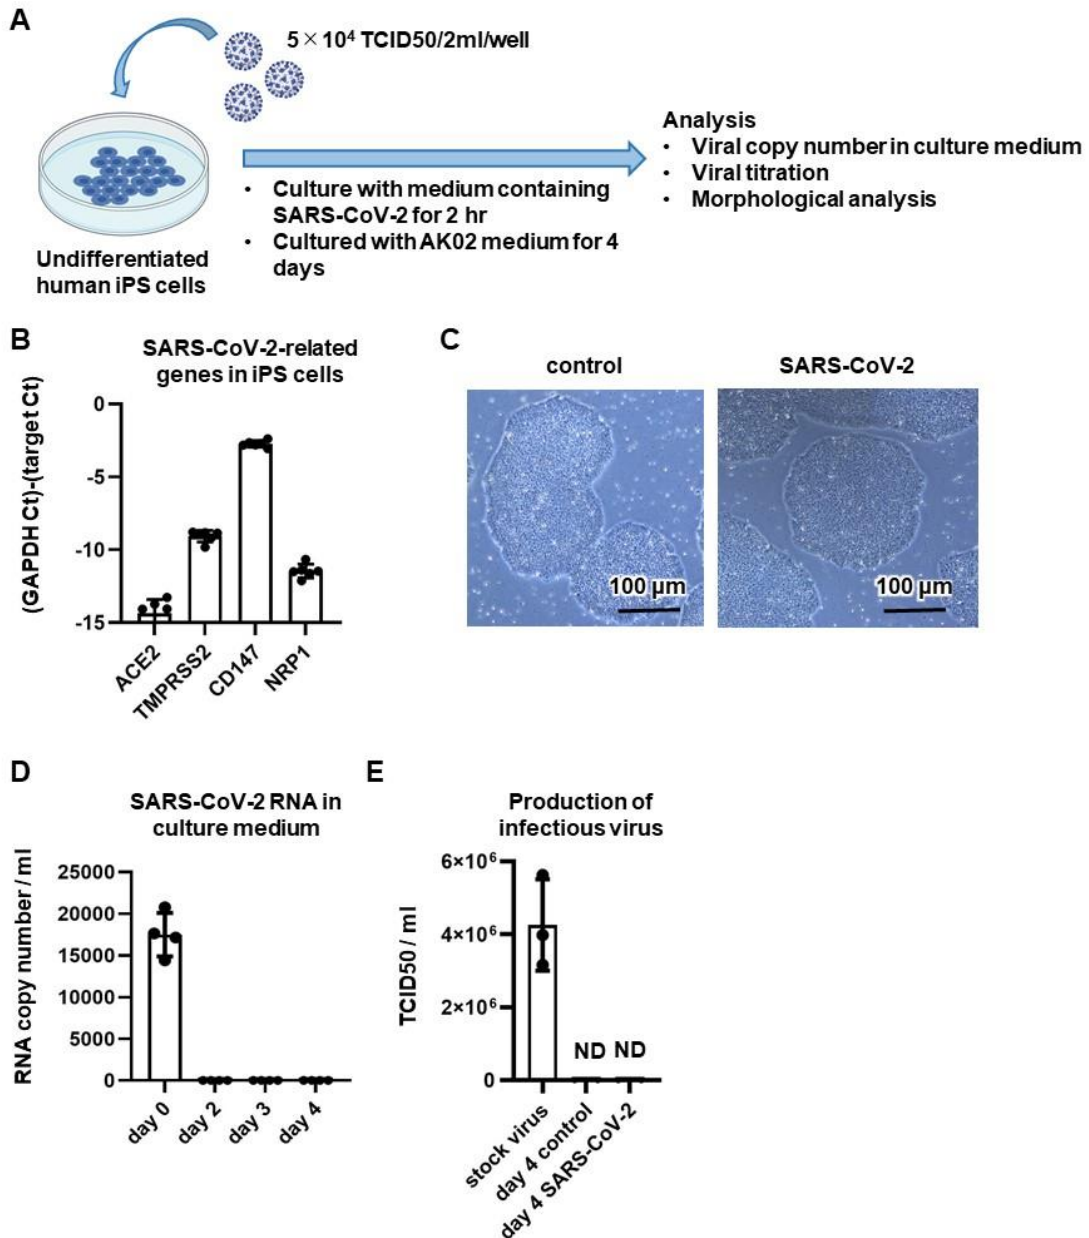 A
5×10⁴ TCID50/2ml/well
Undifferentiated
human iPS cells
• Culture with medium containing
SARS-CoV-2 for 2 hr
• Cultured with AK02 medium for 4
days
Analysis
• Viral copy number in culture medium
• Viral titration
• Morphological analysis
B
SARS-CoV-2-related
genes in iPS cells
(GAPDH Ct)-(target Ct)
0
-5
-10
-15
ACE2
TMPRSS2
CD147
NRP1
C
control
SARS-CoV-2
100 µm
100 µm
D
SARS-CoV-2 RNA in
culture medium
RNA copy number / ml
25000
20000
15000
10000
5000
0
day 0
day 2
day 3
day 4
E
Production of
infectious virus
TCID50 / ml
6×10⁶
4×10⁶
2×10⁶
0
ND ND
stock virus
day 4 control
day 4 SARS-CoV-2